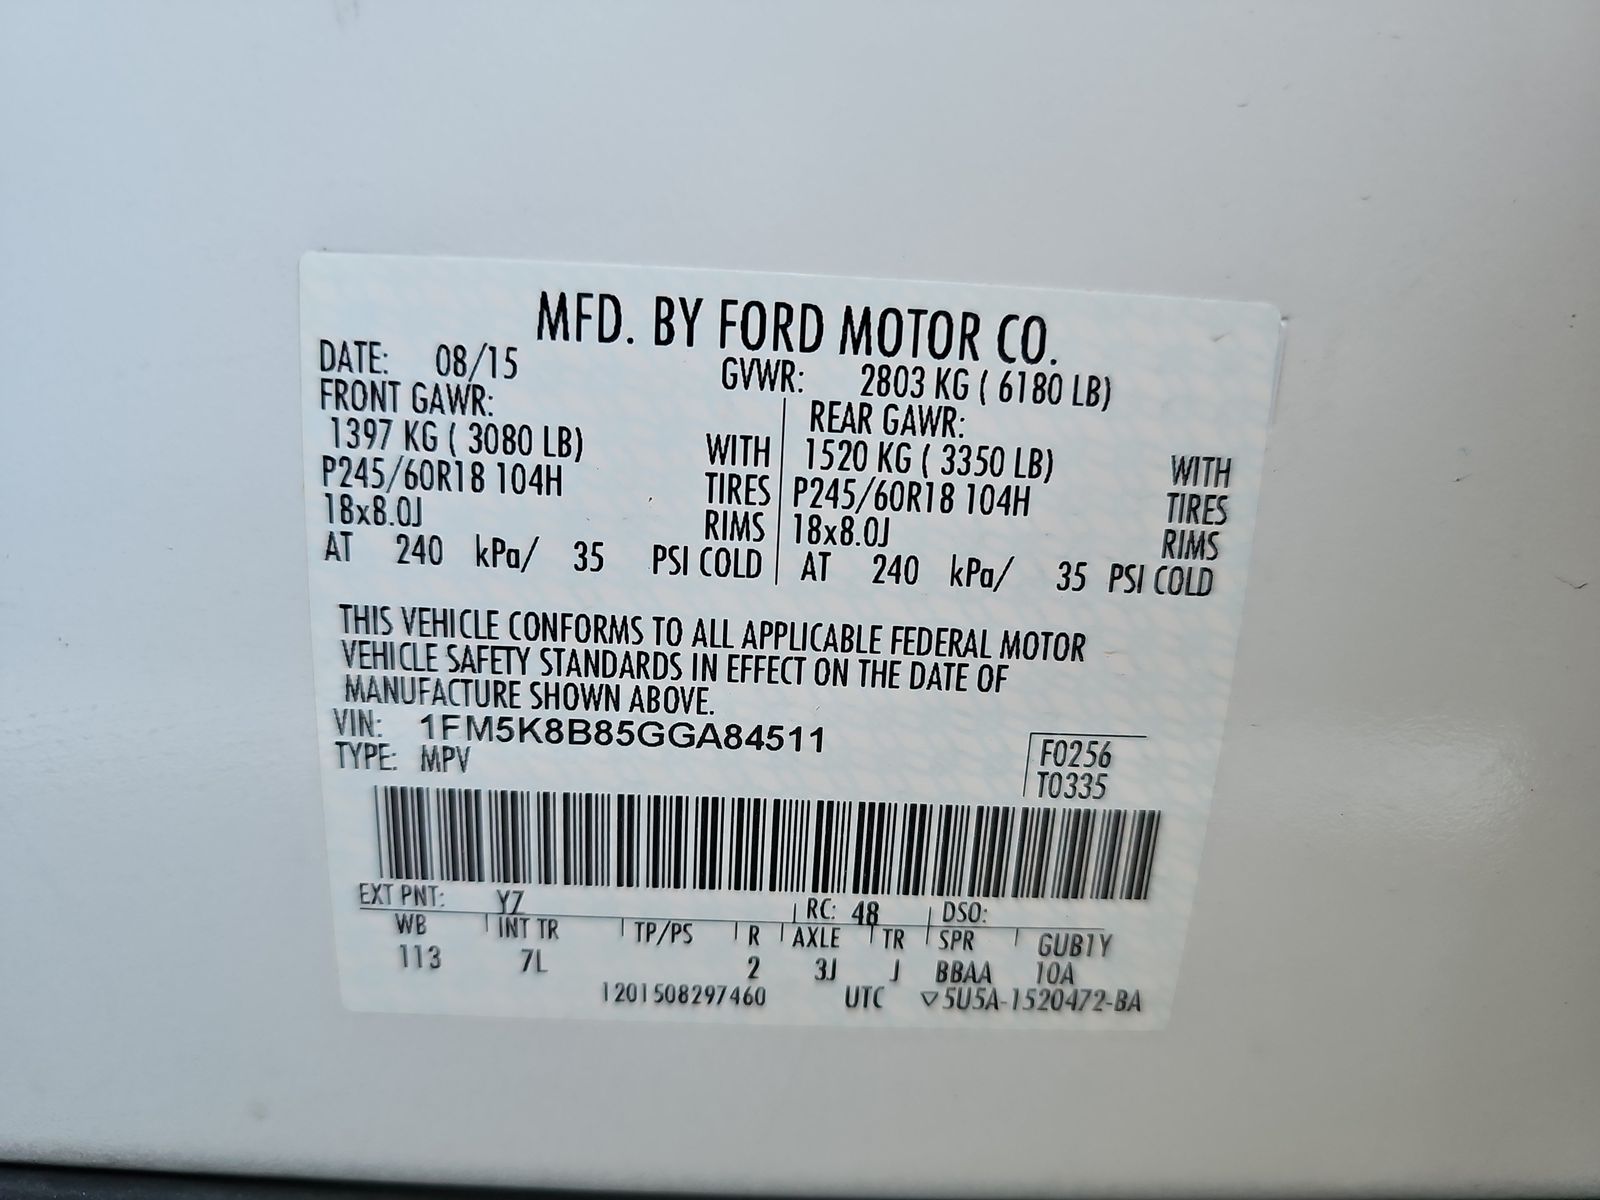 MFD. BY FORD MOTOR CO.
DATE: 08/15 GVWR: 2803 KG ( 6180 LB)
FRONT GAWR: REAR GAWR:
1397 KG ( 3080 LB) WITH 1520 KG ( 3350 LB) WITH
P245/60R18 104H TIRES P245/60R18 104H TIRES
18x8.0J RIMS 18x8.0J RIMS
AT 240 kPa/ 35 PSI COLD AT 240 kPa/ 35 PSI COLD
THIS VEHICLE CONFORMS TO ALL APPLICABLE FEDERAL MOTOR
VEHICLE SAFETY STANDARDS IN EFFECT ON THE DATE OF
MANUFACTURE SHOWN ABOVE.
VIN: 1FM5K8B85GGA84511
TYPE: MPV
F0256
T0335
EXT PNT: YZ RC: 48 DSO:
WB INT TR TP/PS R AXLE TR SPR GUB1Y
113 7L 2 3J J BBAA 10A
1201508297460 UTC ▽5U5A-1520472-BA